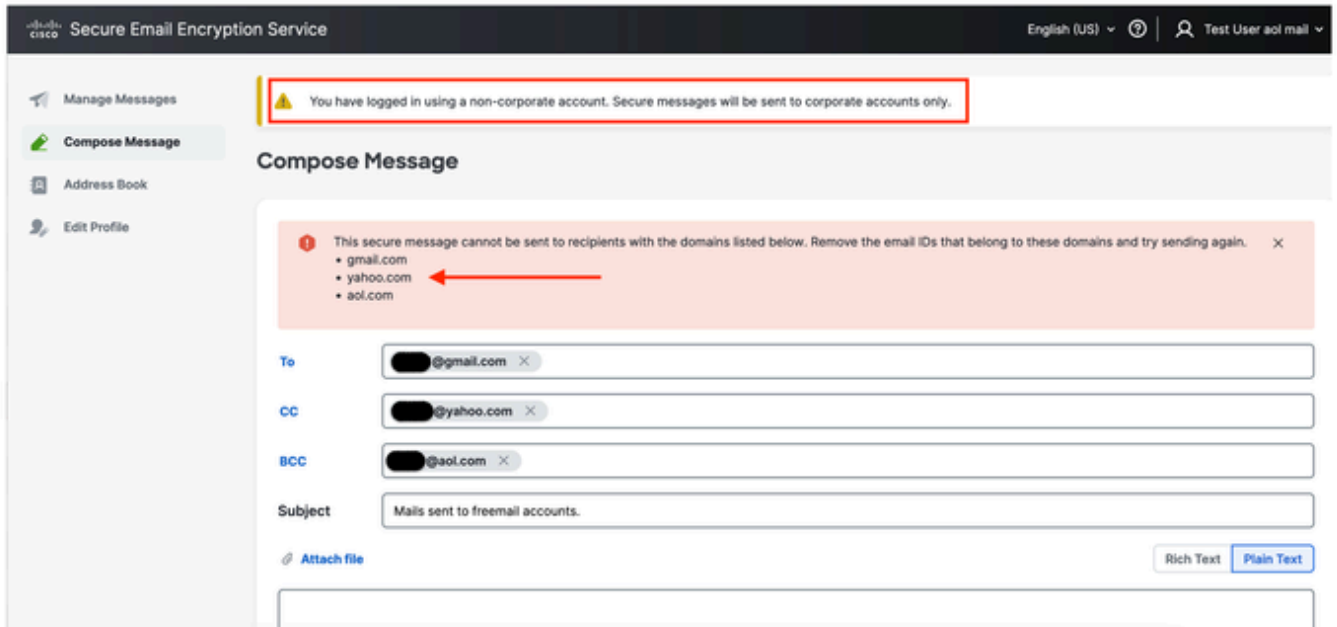 cisco Secure Email Encryption Service
English (US)
Test User aol mail
Manage Messages
Compose Message
Address Book
Edit Profile
You have logged in using a non-corporate account. Secure messages will be sent to corporate accounts only.
Compose Message
This secure message cannot be sent to recipients with the domains listed below. Remove the email IDs that belong to these domains and try sending again.
• gmail.com
• yahoo.com
• aol.com
To
@gmail.com
CC
@yahoo.com
BCC
@aol.com
Subject
Mails sent to freemail accounts.
Attach file
Rich Text
Plain Text